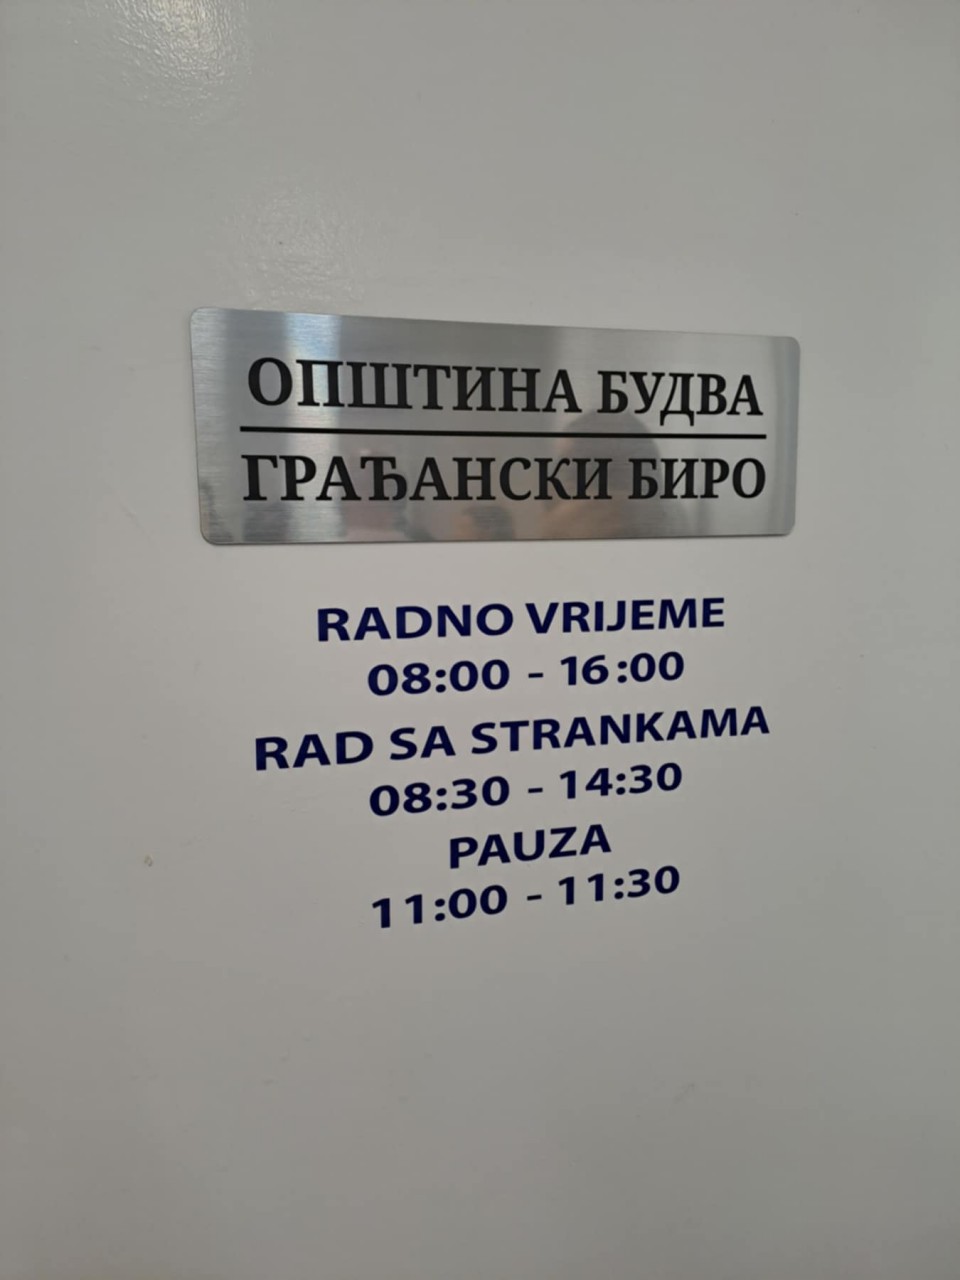 ОПШТИНА БУДВА
ГРАЂАНСКИ БИРО
RADNO VRIJEME
08:00 - 16:00
RAD SA STRANKAMA
08:30 - 14:30
PAUZA
11:00 - 11:30